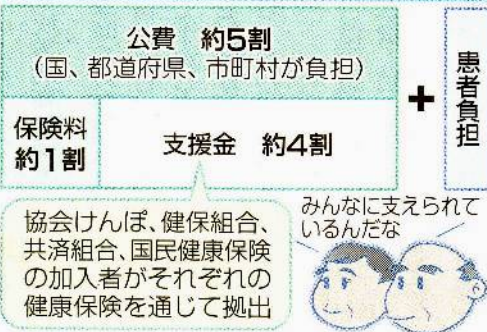 公費 約5割
（国、都道府県、市町村が負担）
保険料
約1割
支援金 約4割
+
患者負担
協会けんぽ、健保組合、
共済組合、国民健康保険
の加入者がそれぞれの
健康保険を通じて拠出
みんなに支えられて
いるんだな